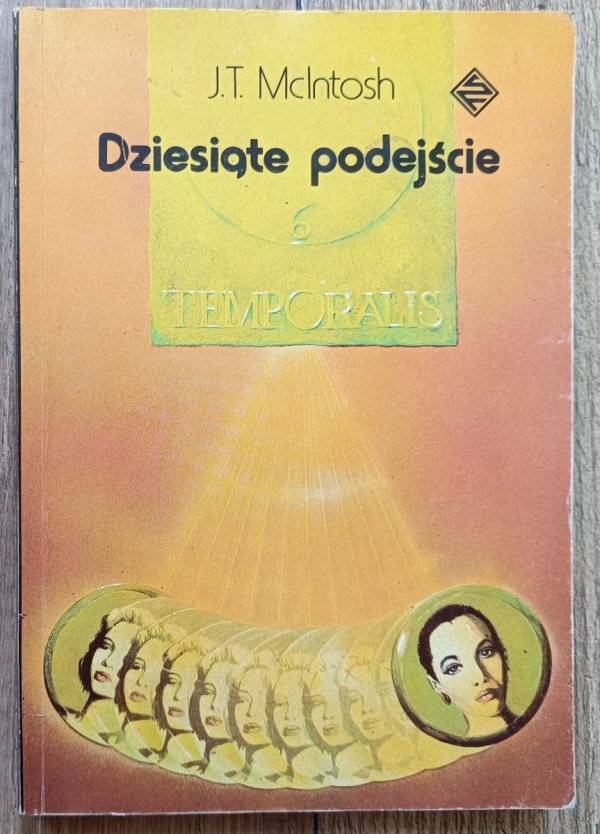 J.T. McIntosh
Dziesiąte podejście
6
TEMPORALIS